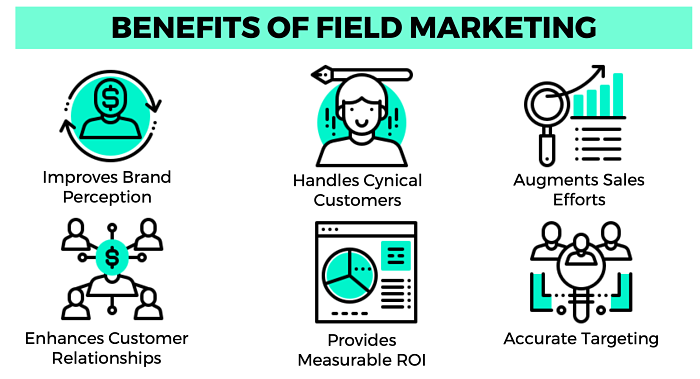 BENEFITS OF FIELD MARKETING
Improves Brand
Perception
Handles Cynical
Customers
Augments Sales
Efforts
Enhances Customer
Relationships
Provides
Measurable ROI
Accurate Targeting